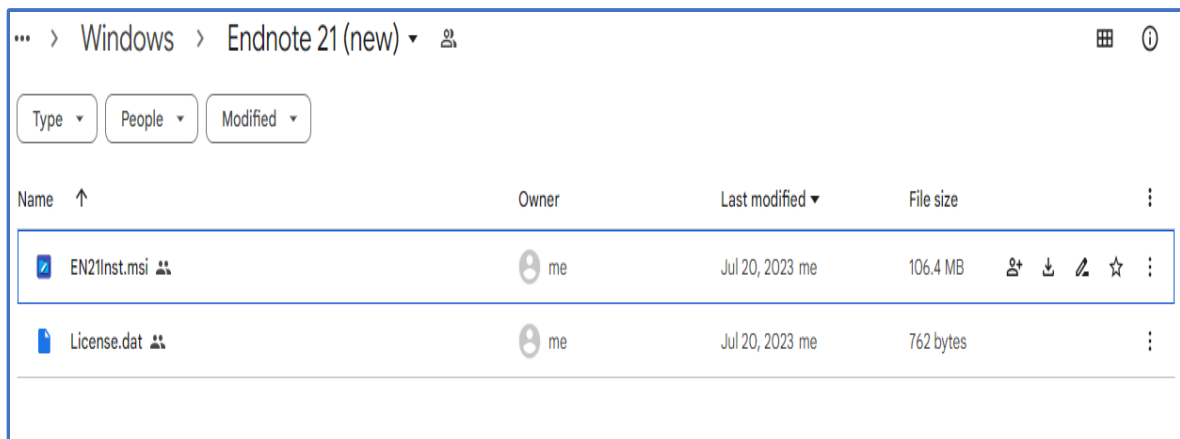 ... > Windows > Endnote 21 (new)
Type People Modified
Name Owner Last modified File size
EN21Inst.msi me Jul 20, 2023 me 106.4 MB
License.dat me Jul 20, 2023 me 762 bytes